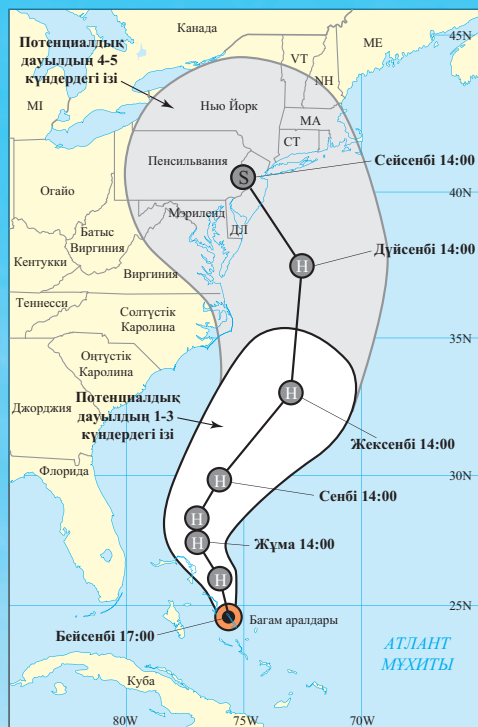 Канада
45N
ME
Потенциалдық
дауылдың 4-5
күндердегі ізі
VT
NH
MI
Нью Йорк
MA
CT
Пенсильвания
Сейсенбі 14:00
S
40N
Огайо
Мэриленд
ДЛ
Батыс
Виргиния
Дүйсенбі 14:00
H
Кентукки
Виргиния
Теннесси
Солтүстік
Каролина
35N
Оңтүстік
Каролина
Потенциалдық
дауылдың 1-3
күндердегі ізі
H
Джорджия
Жексенбі 14:00
Флорида
30N
H
Сенбі 14:00
H
H
Жұма 14:00
H
25N
Багам аралдары
Бейсенбі 17:00
АТЛАНТ
МҰХИТЫ
Куба
80W
75W
70W